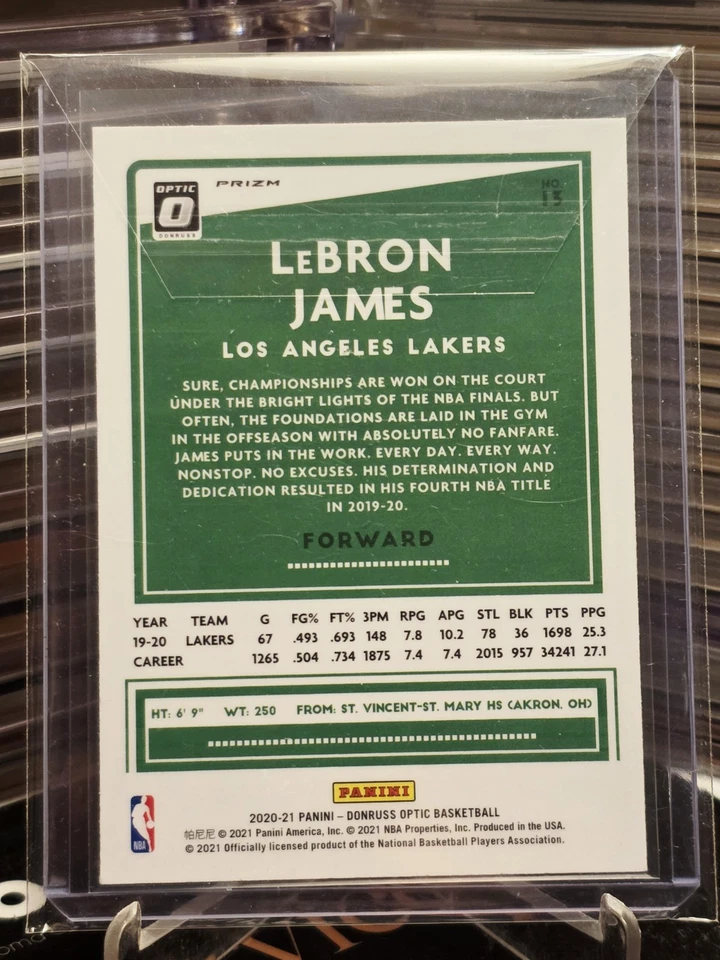 OPTIC
DONRUSS
PRIZM
NO.
13
LeBRON
JAMES
LOS ANGELES LAKERS
SURE, CHAMPIONSHIPS ARE WON ON THE COURT
UNDER THE BRIGHT LIGHTS OF THE NBA FINALS. BUT
OFTEN, THE FOUNDATIONS ARE LAID IN THE GYM
IN THE OFFSEASON WITH ABSOLUTELY NO FANFARE.
JAMES PUTS IN THE WORK. EVERY DAY. EVERY WAY.
NONSTOP. NO EXCUSES. HIS DETERMINATION AND
DEDICATION RESULTED IN HIS FOURTH NBA TITLE
IN 2019-20.
FORWARD
YEAR TEAM G FG% FT% 3PM RPG APG STL BLK PTS PPG
19-20 LAKERS 67 .493 .693 148 7.8 10.2 78 36 1698 25.3
CAREER 1265 .504 .734 1875 7.4 7.4 2015 957 34241 27.1
HT: 6' 9" WT: 250 FROM: ST. VINCENT-ST. MARY HS (AKRON, OH)
PANINI
2020-21 PANINI – DONRUSS OPTIC BASKETBALL
帕尼尼 © 2021 Panini America, Inc. © 2021 NBA Properties, Inc. Produced in the USA.
© 2021 Officially licensed product of the National Basketball Players Association.
NBA